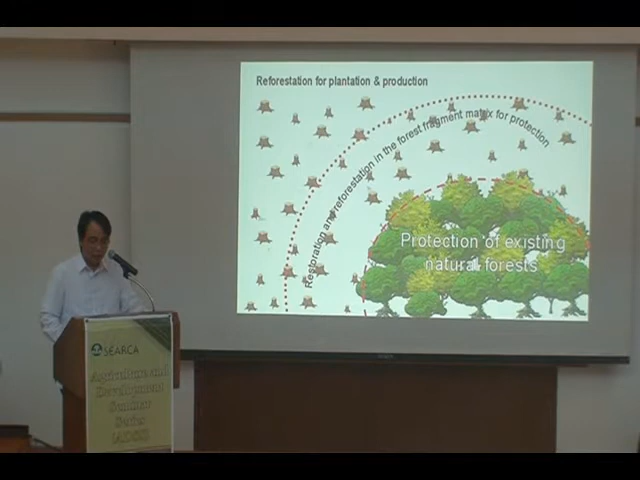 Reforestation for plantation & production
Restoration and reforestation in the forest fragment matrix for protection
Protection of existing
natural forests
SEARCA
Agriculture and
Development
Seminar
Series
(ADSS)